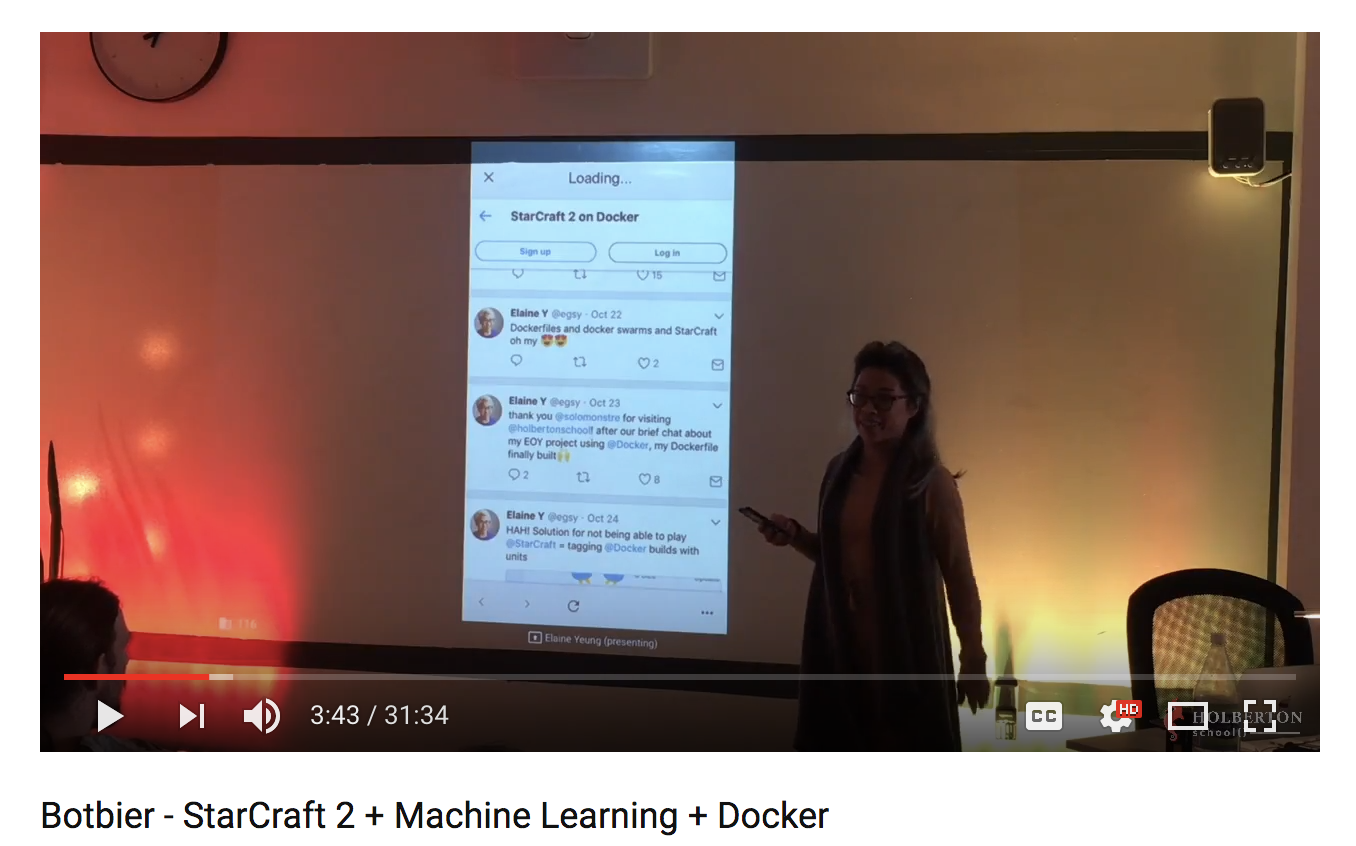 Loading...
StarCraft 2 on Docker
Sign up
Log in
15
Elaine Y @egsy · Oct 22
Dockerfiles and docker swarms and StarCraft
oh my 😍😍
2
Elaine Y @egsy · Oct 23
thank you @solomonstre for visiting
@holbertonschool! after our brief chat about
my EOY project using @Docker, my Dockerfile
finally built🙌
2
8
Elaine Y @egsy · Oct 24
HAH! Solution for not being able to play
@StarCraft = tagging @Docker builds with
units
116
Elaine Yeung (presenting)
3:43 / 31:34
CC
HD
HOLBERTON
school()
Botbier - StarCraft 2 + Machine Learning + Docker